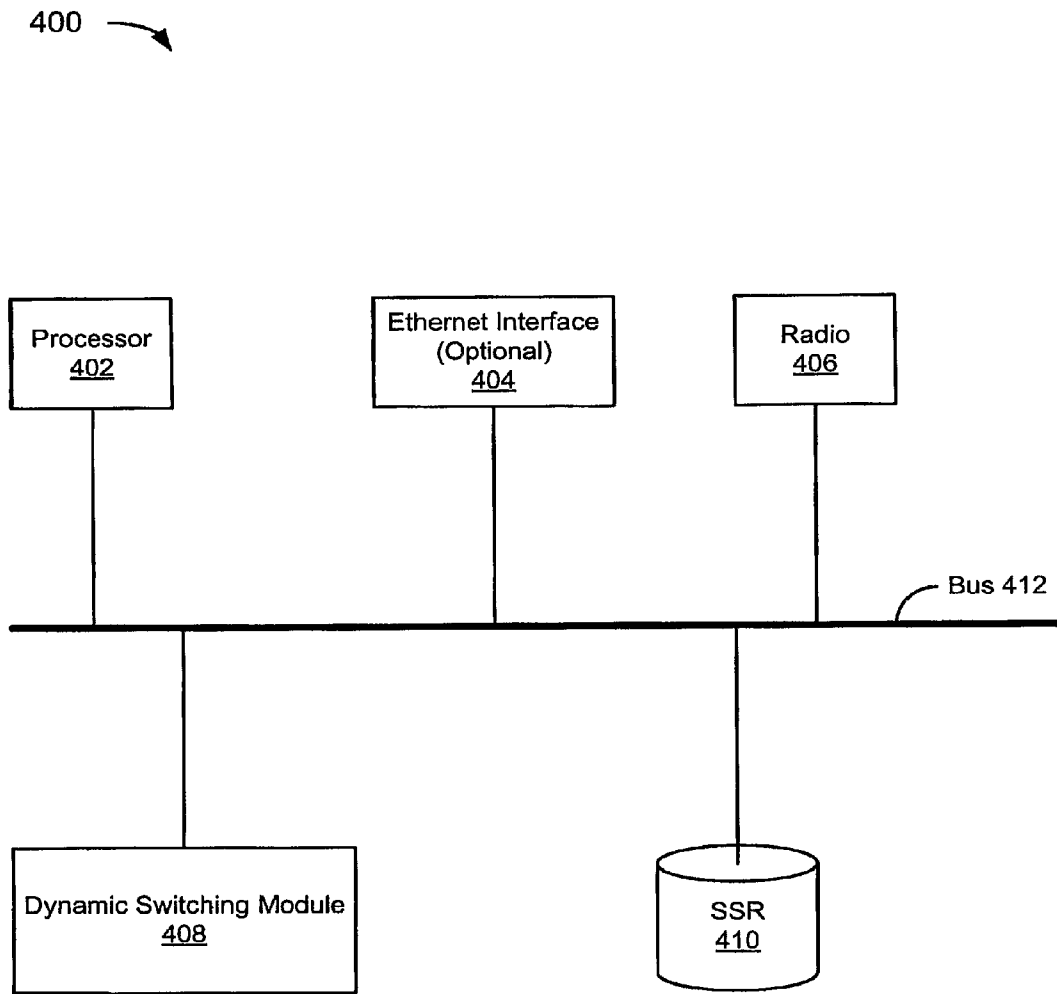 400
Processor
402
Ethernet Interface
(Optional)
404
Radio
406
Bus 412
Dynamic Switching Module
408
SSR
410